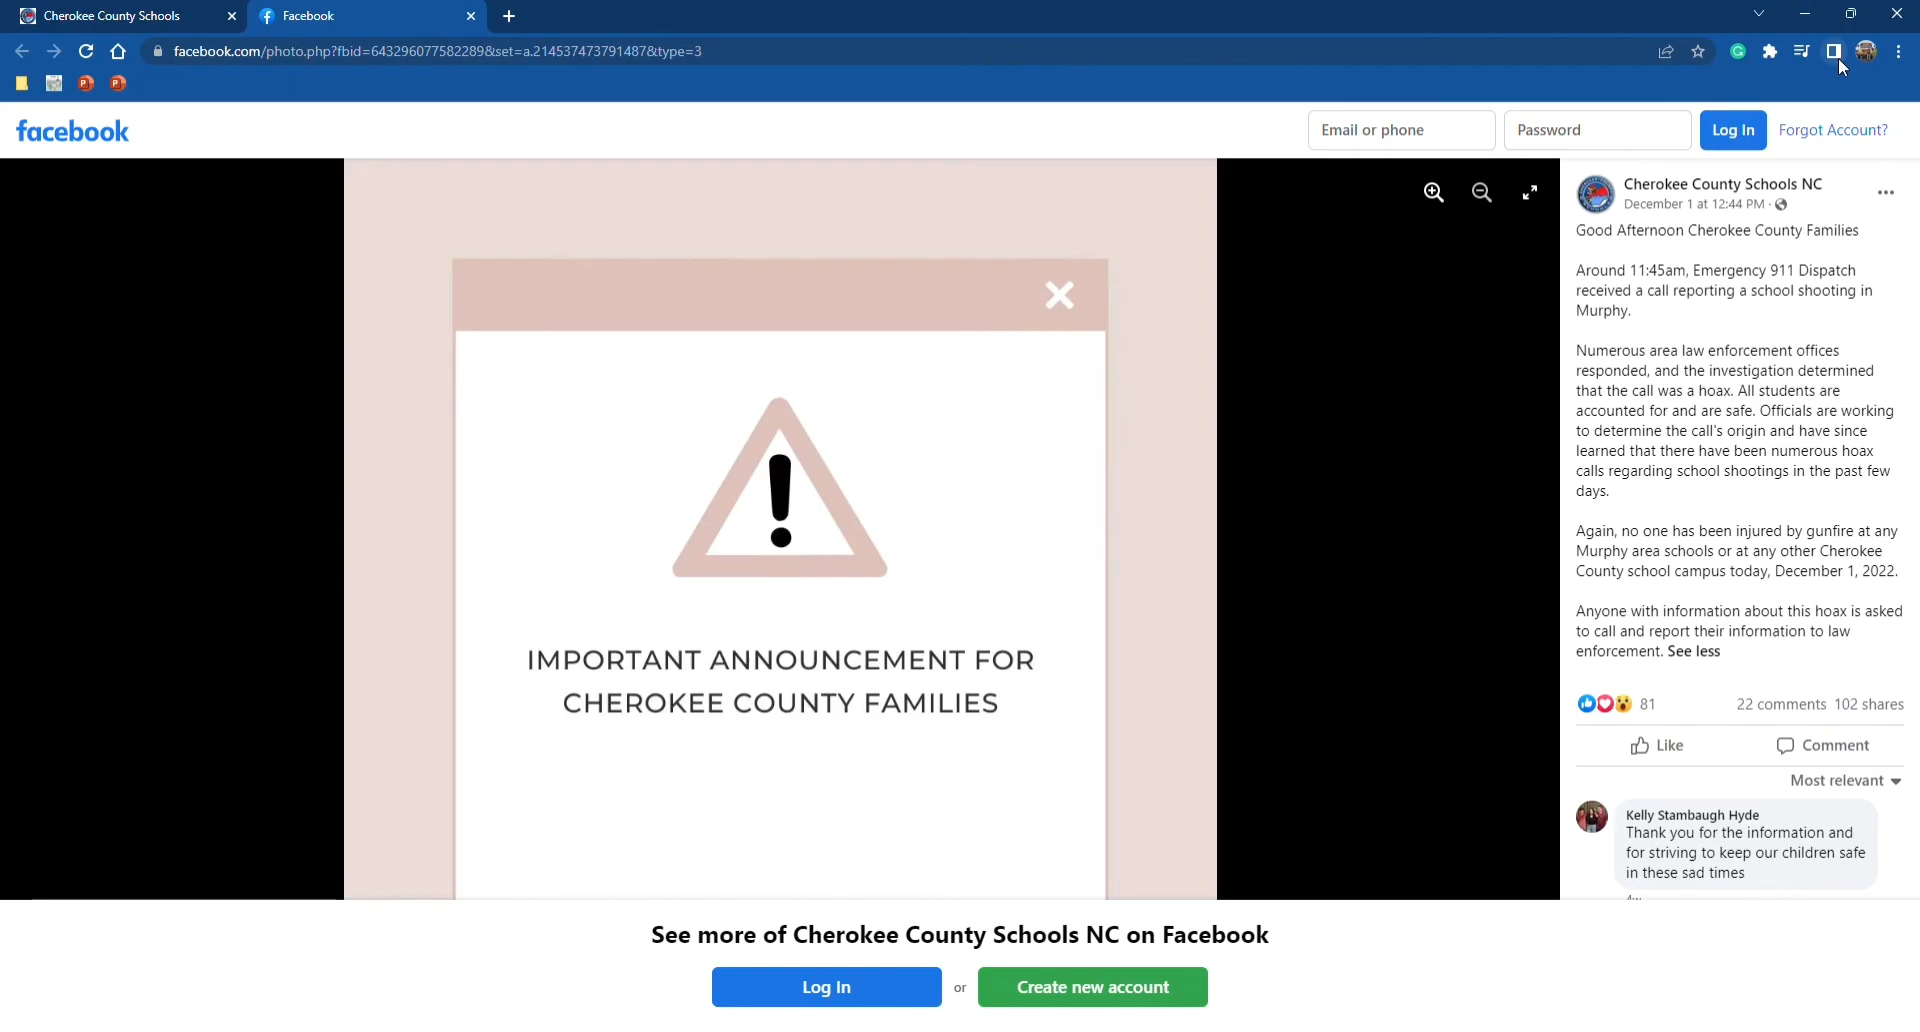 Cherokee County Schools
Facebook
facebook.com/photo.php?fbid=643296077582289&set=a.214537473791487&type=3
facebook
Email or phone
Password
Log In
Forgot Account?
Cherokee County Schools NC
December 1 at 12:44 PM ·
Good Afternoon Cherokee County Families
Around 11:45am, Emergency 911 Dispatch
received a call reporting a school shooting in
Murphy.
Numerous area law enforcement offices
responded, and the investigation determined
that the call was a hoax. All students are
accounted for and are safe. Officials are working
to determine the call's origin and have since
learned that there have been numerous hoax
calls regarding school shootings in the past few
days.
Again, no one has been injured by gunfire at any
Murphy area schools or at any other Cherokee
County school campus today, December 1, 2022.
Anyone with information about this hoax is asked
to call and report their information to law
enforcement. See less
81
22 comments 102 shares
Like
Comment
Most relevant
Kelly Stambaugh Hyde
Thank you for the information and
for striving to keep our children safe
in these sad times
!
IMPORTANT ANNOUNCEMENT FOR
CHEROKEE COUNTY FAMILIES
See more of Cherokee County Schools NC on Facebook
Log In
or
Create new account